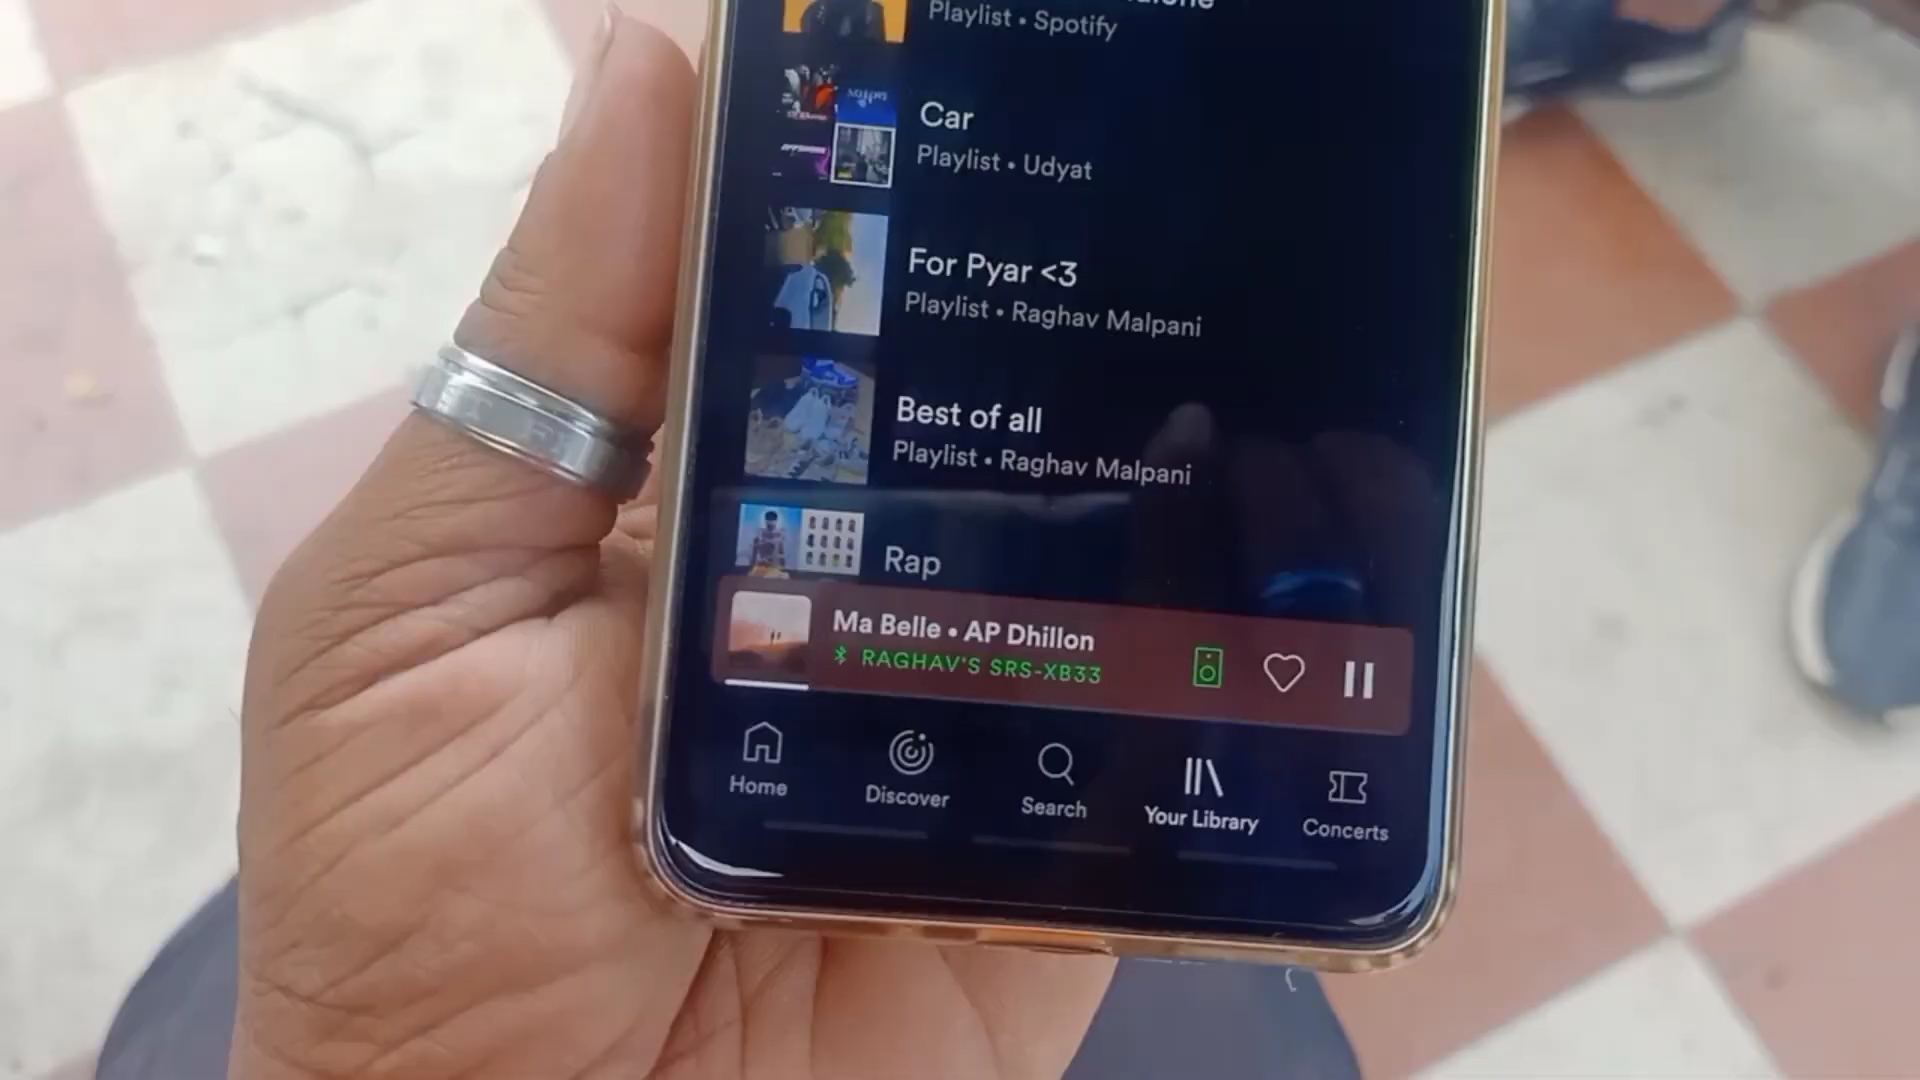 Playlist • Spotify
Car
Playlist • Udyat
For Pyar <3
Playlist • Raghav Malpani
Best of all
Playlist • Raghav Malpani
Rap
Ma Belle • AP Dhillon
RAGHAV'S SRS-XB33
Home
Discover
Search
Your Library
Concerts